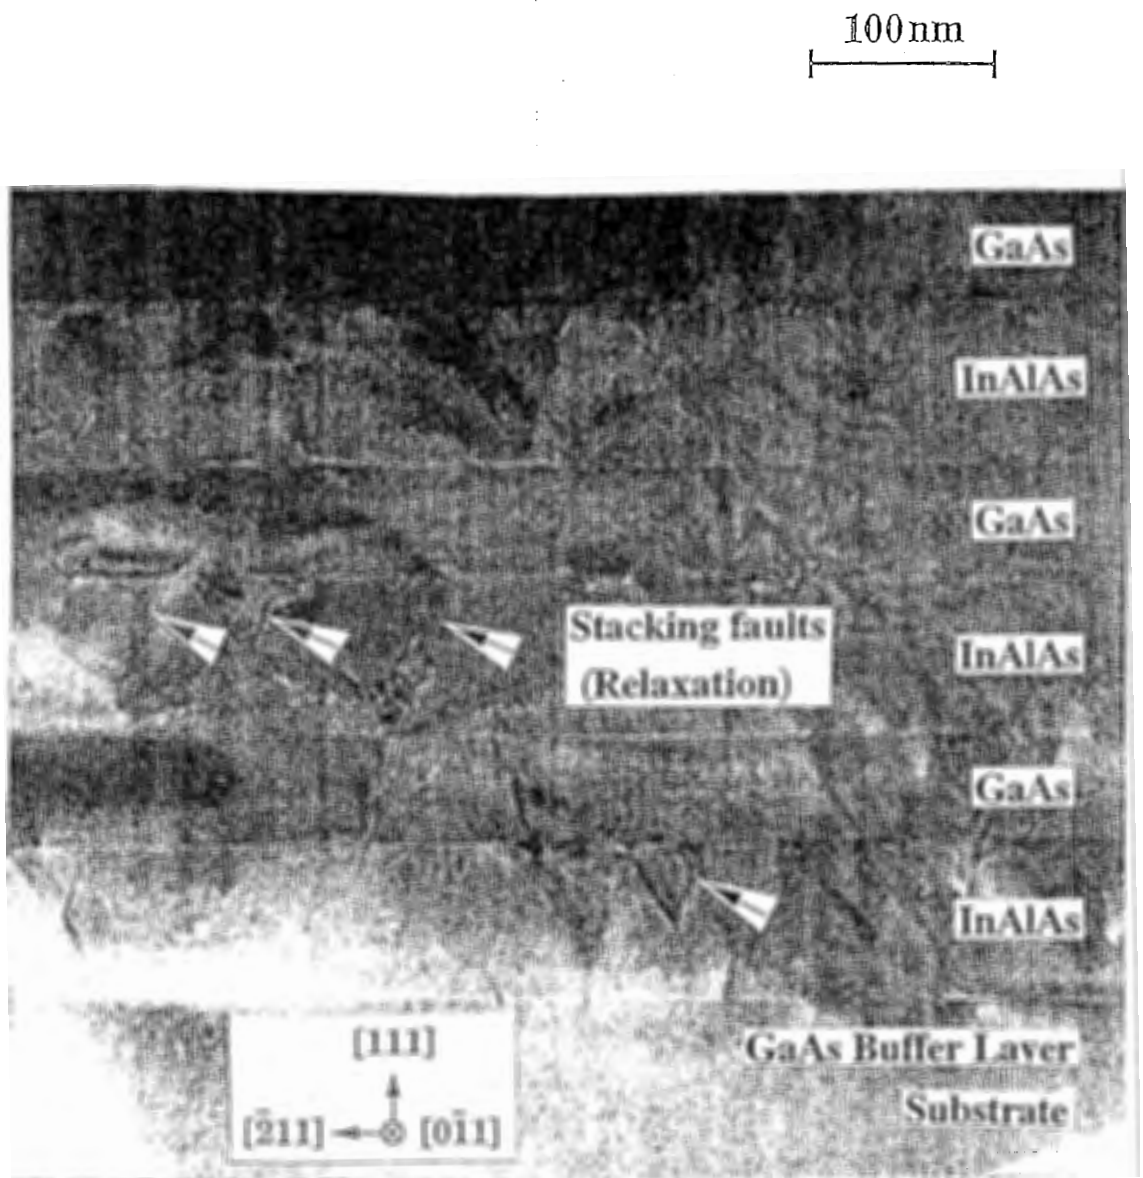 100nm
GaAs
InAlAs
GaAs
Stacking faults
(Relaxation)
InAlAs
GaAs
InAlAs
GaAs Buffer Layer
Substrate
[111]
[2̄11] [01̄1]